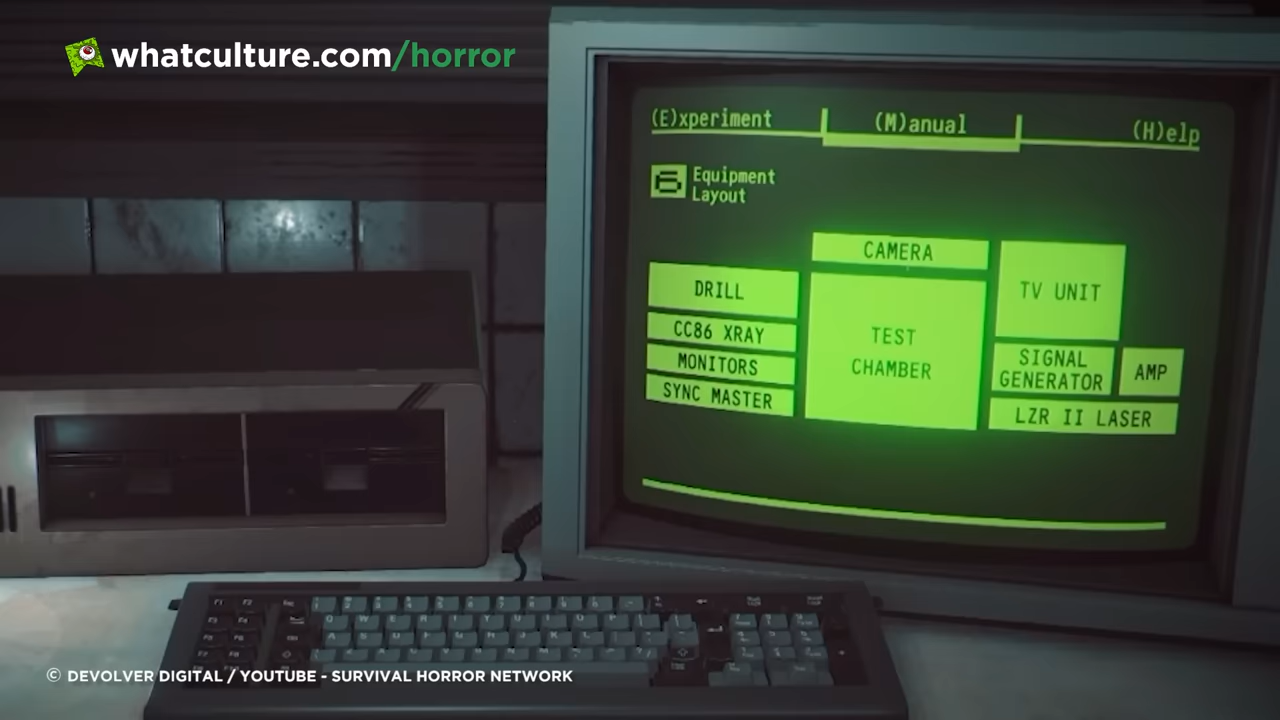 whatculture.com/horror
(E)xperiment (M)anual (H)elp
6 Equipment
Layout
CAMERA
DRILL
TV UNIT
CC86 XRAY
TEST
CHAMBER
MONITORS
SIGNAL
GENERATOR
AMP
SYNC MASTER
LZR II LASER
© DEVOLVER DIGITAL / YOUTUBE - SURVIVAL HORROR NETWORK